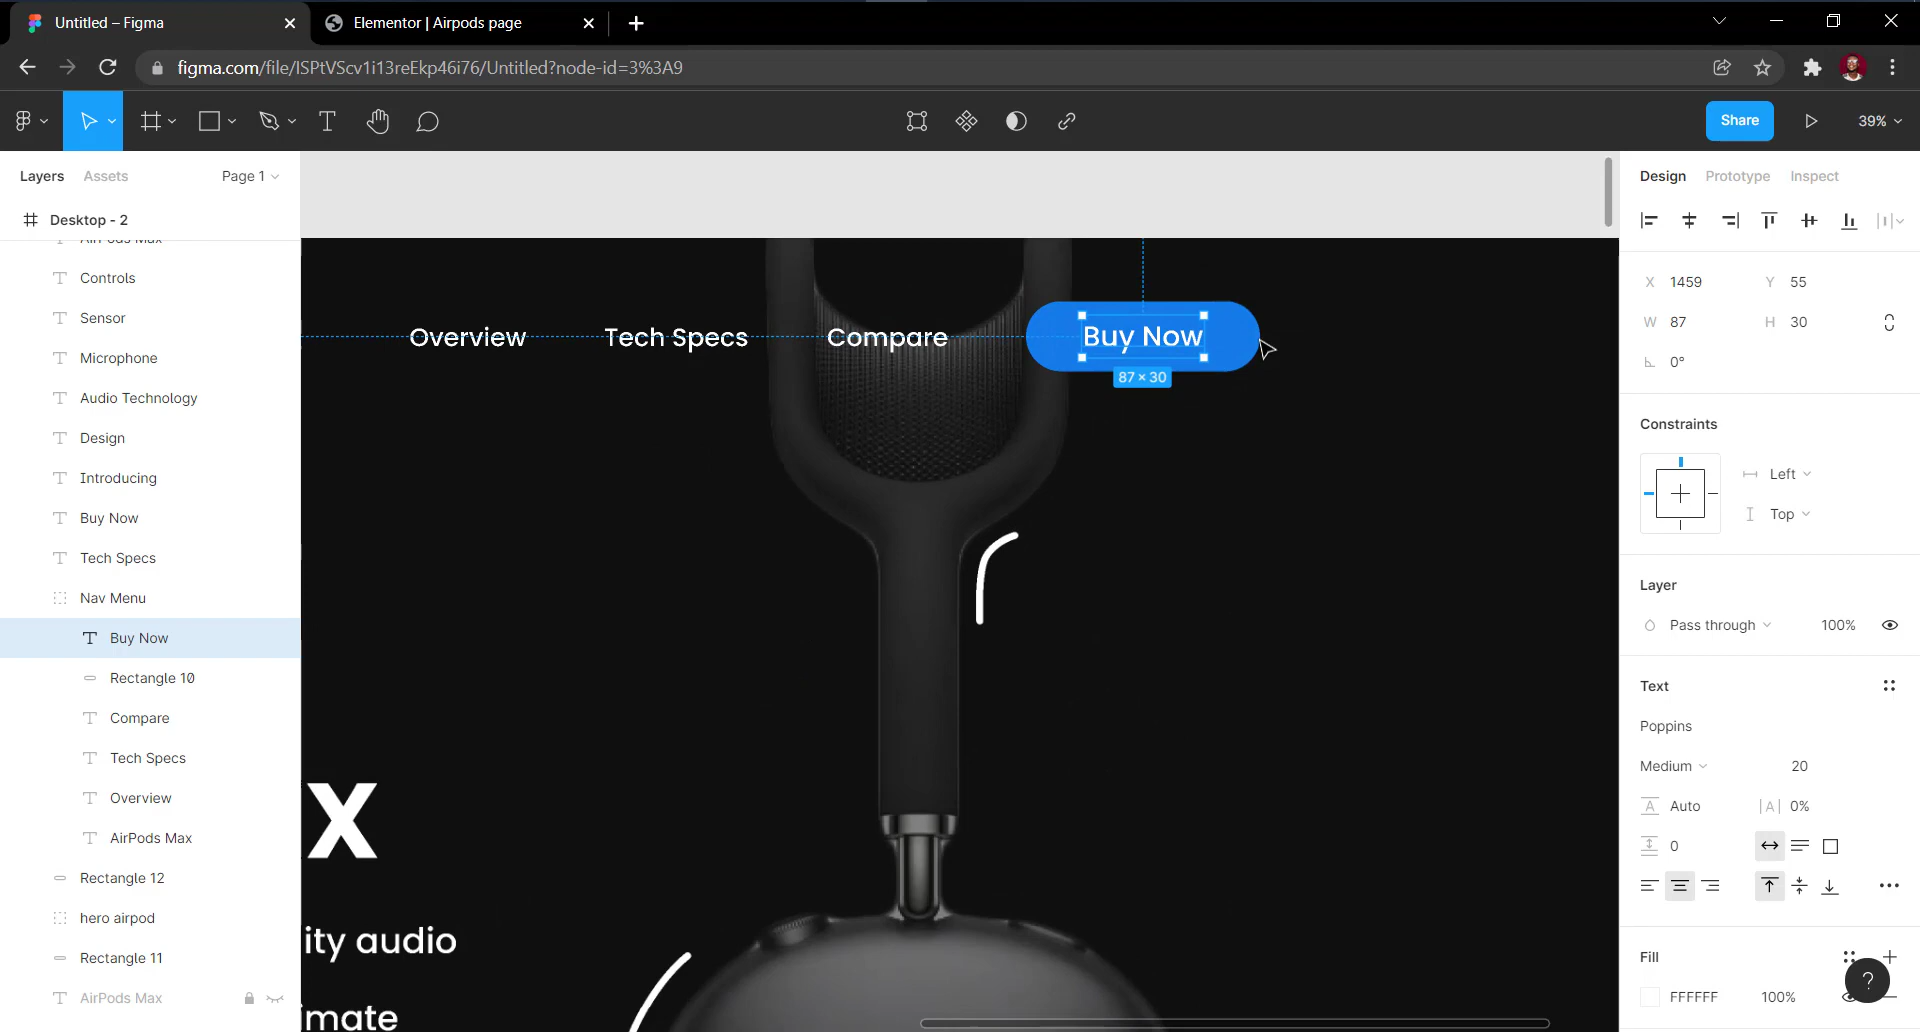 Untitled – Figma
Elementor | Airpods page
figma.com/file/ISPtVScv1i13reEkp46i76/Untitled?node-id=3%3A9
Share
39%
Layers
Assets
Page 1
Desktop - 2
AirPods Max
Controls
Sensor
Microphone
Audio Technology
Design
Introducing
Buy Now
Tech Specs
Nav Menu
Buy Now
Rectangle 10
Compare
Tech Specs
Overview
AirPods Max
Rectangle 12
hero airpod
Rectangle 11
AirPods Max
Overview
Tech Specs
Compare
Buy Now
87 × 30
x
ity audio
imate
Design
Prototype
Inspect
X 1459
Y 55
W 87
H 30
0°
Constraints
Left
Top
Layer
Pass through
100%
Text
Poppins
Medium
20
A Auto
|A| 0%
0
Fill
FFFFFF
100%
?